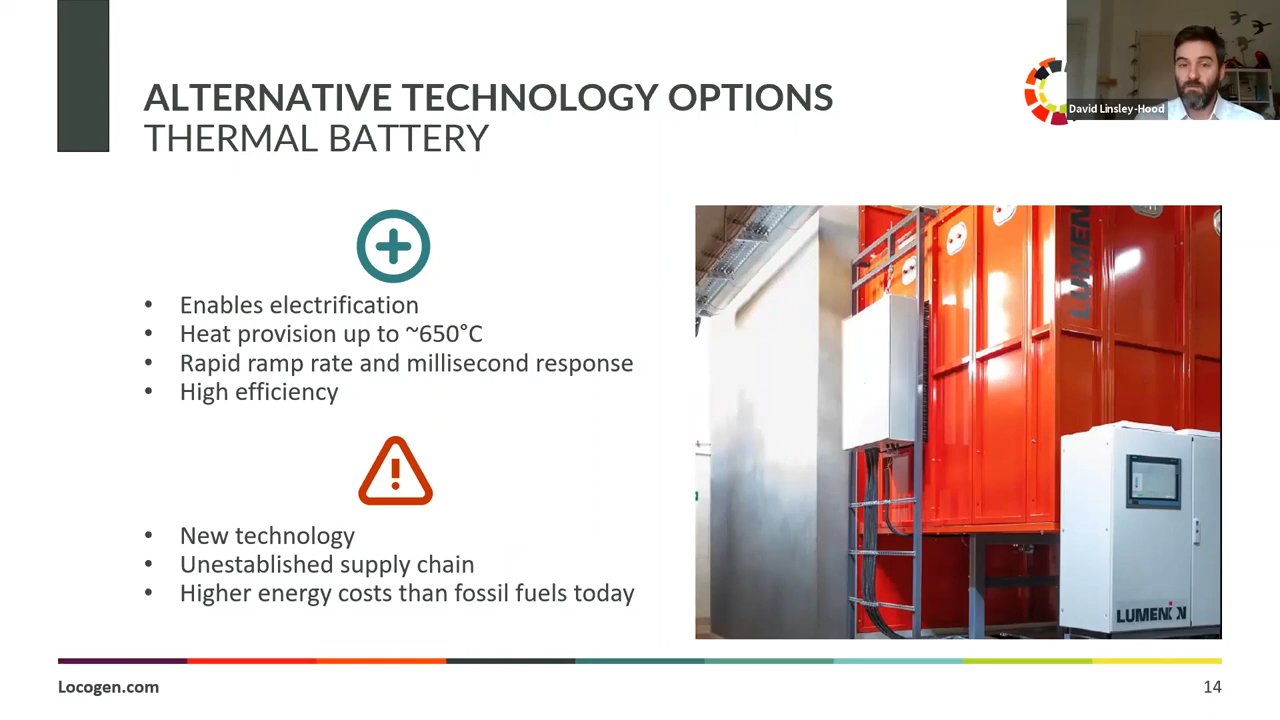 ALTERNATIVE TECHNOLOGY OPTIONS
THERMAL BATTERY
David Linsley-Hood
• Enables electrification
• Heat provision up to ~650°C
• Rapid ramp rate and millisecond response
• High efficiency
• New technology
• Unestablished supply chain
• Higher energy costs than fossil fuels today
LUMEN
LUMENION
Locogen.com
14